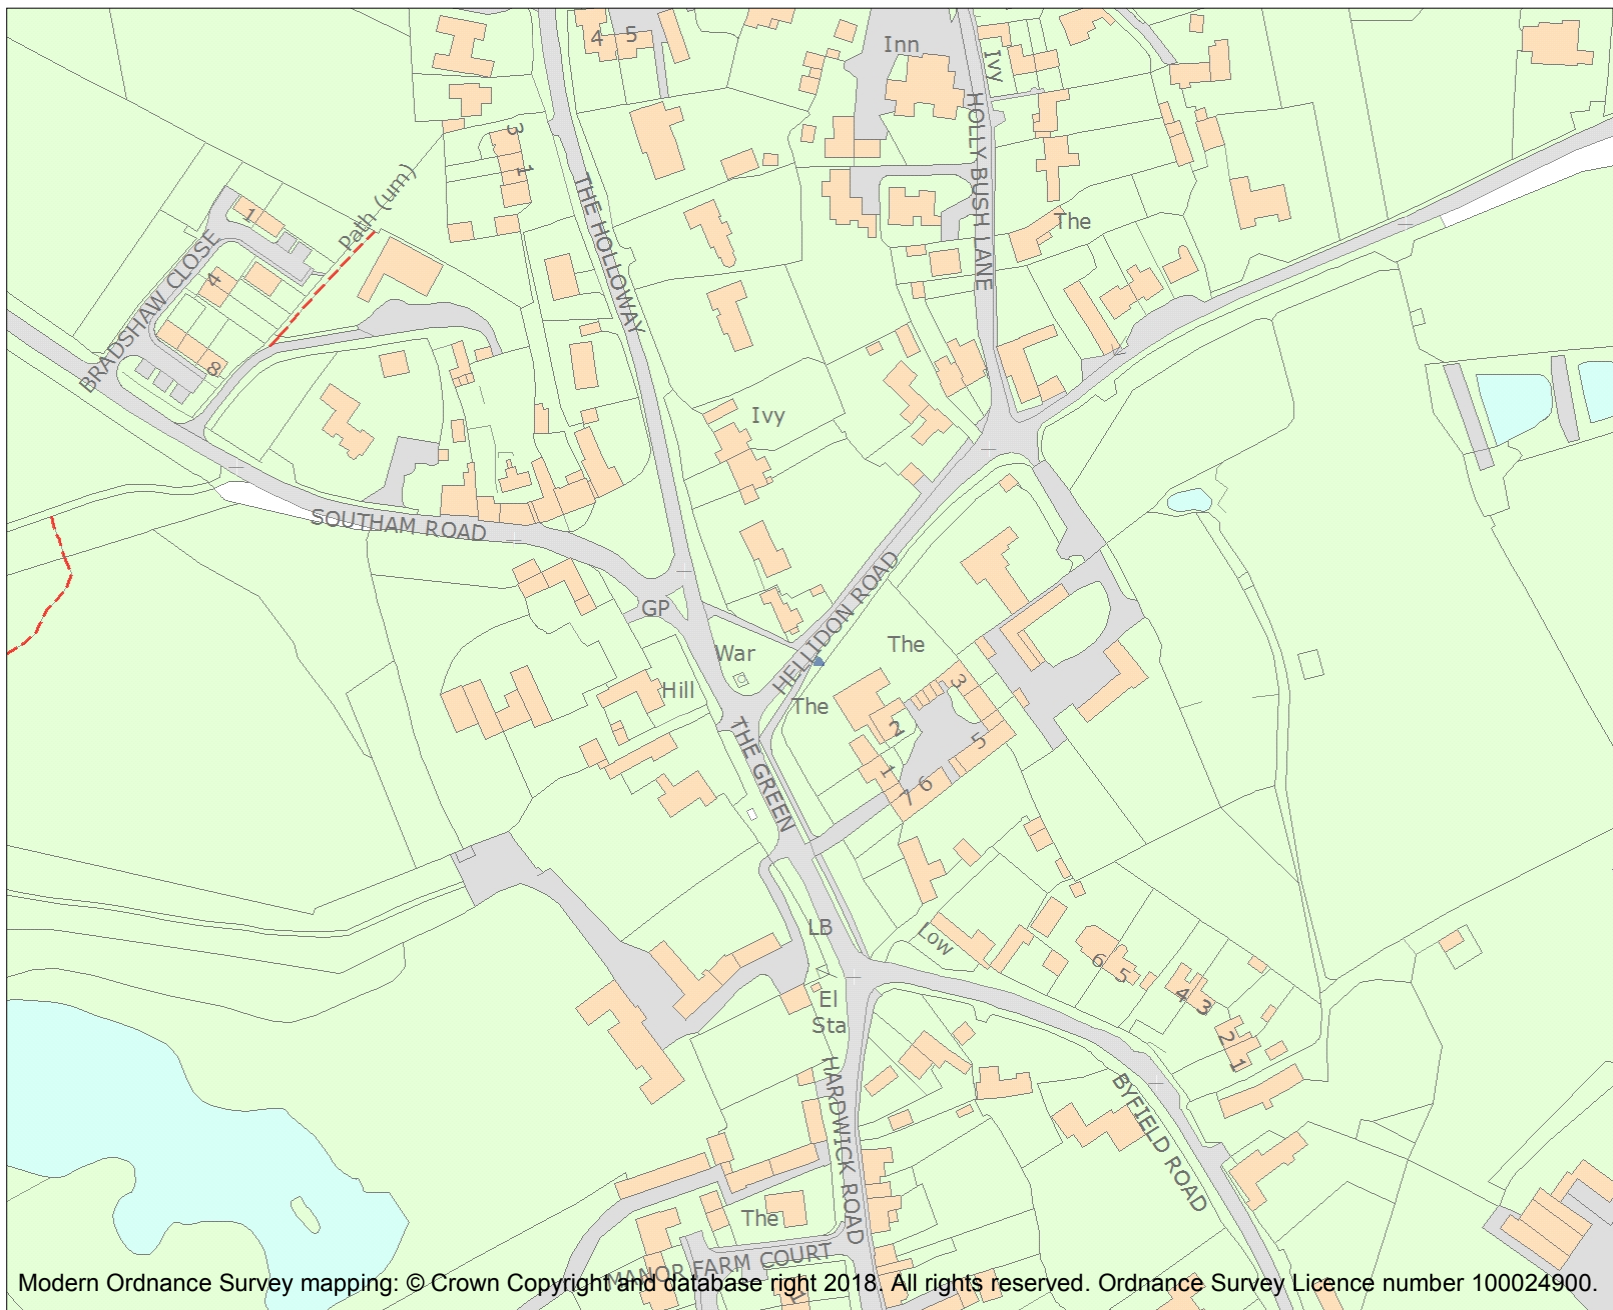 4 5
Inn
Ivy
3
1
HOLLY BUSH LANE
Path (um)
THE HOLLOWAY
1
The
BRADSHAW CLOSE
4
8
Ivy
SOUTHAM ROAD
HELLIDON ROAD
GP
War
The
Hill
The
3
2
THE GREEN
5
1
6
7
LB
Low
6
5
4
3
El
Sta
2
1
HARDWICK ROAD
BYFIELD ROAD
The
MANOR FARM COURT
1
Modern Ordnance Survey mapping: © Crown Copyright and database right 2018. All rights reserved. Ordnance Survey Licence number 100024900.